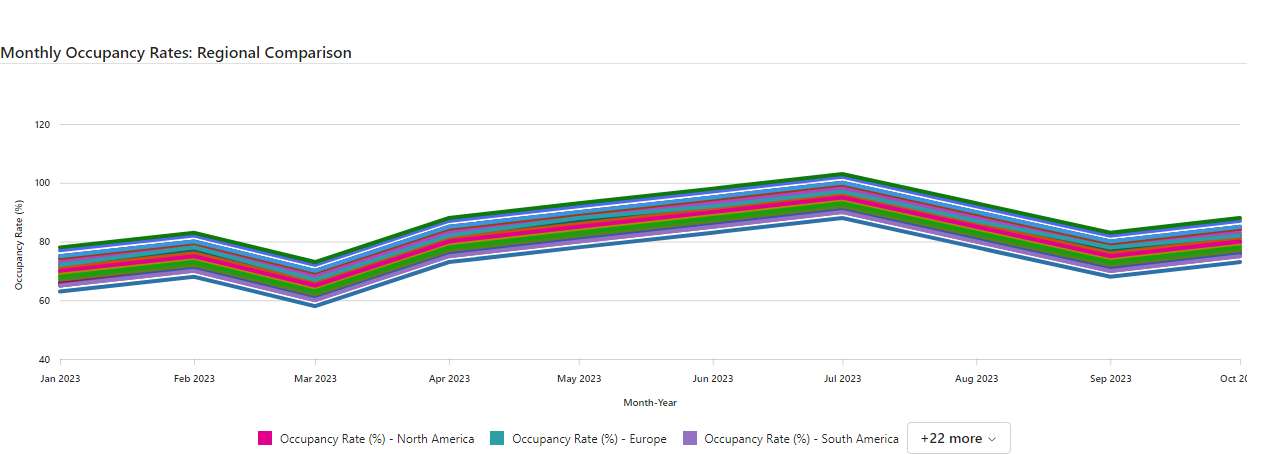 Monthly Occupancy Rates: Regional Comparison
120
100
80
60
40
Occupancy Rate (%)
Jan 2023 Feb 2023 Mar 2023 Apr 2023 May 2023 Jun 2023 Jul 2023 Aug 2023 Sep 2023 Oct 20
Month-Year
Occupancy Rate (%) - North America Occupancy Rate (%) - Europe Occupancy Rate (%) - South America +22 more